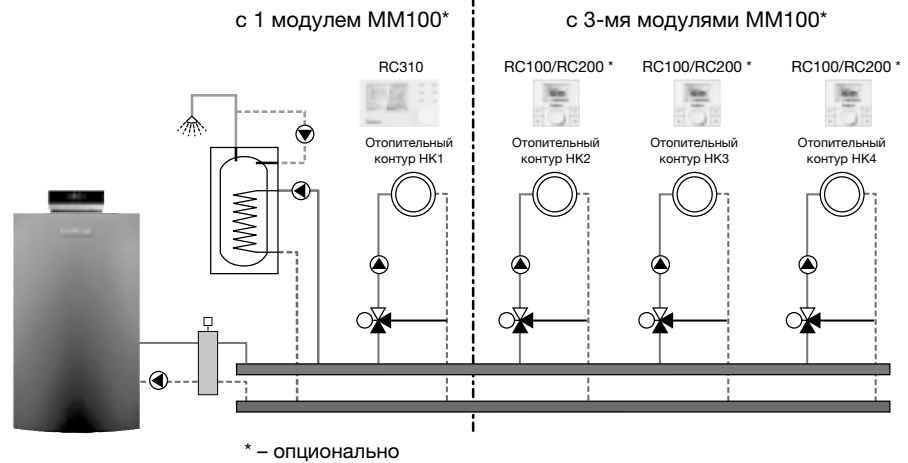 с 1 модулем MM100*
с 3-мя модулями MM100*
RC310
RC100/RC200 *
RC100/RC200 *
RC100/RC200 *
Отопительный
контур HK1
Отопительный
контур HK2
Отопительный
контур HK3
Отопительный
контур HK4
* – опционально